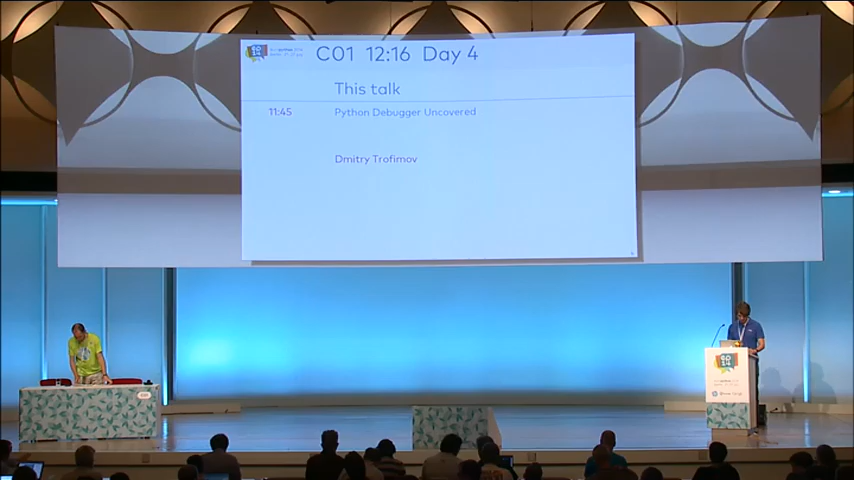 C01 12:16 Day 4
This talk
11:45 Python Debugger Uncovered
Dmitry Trofimov